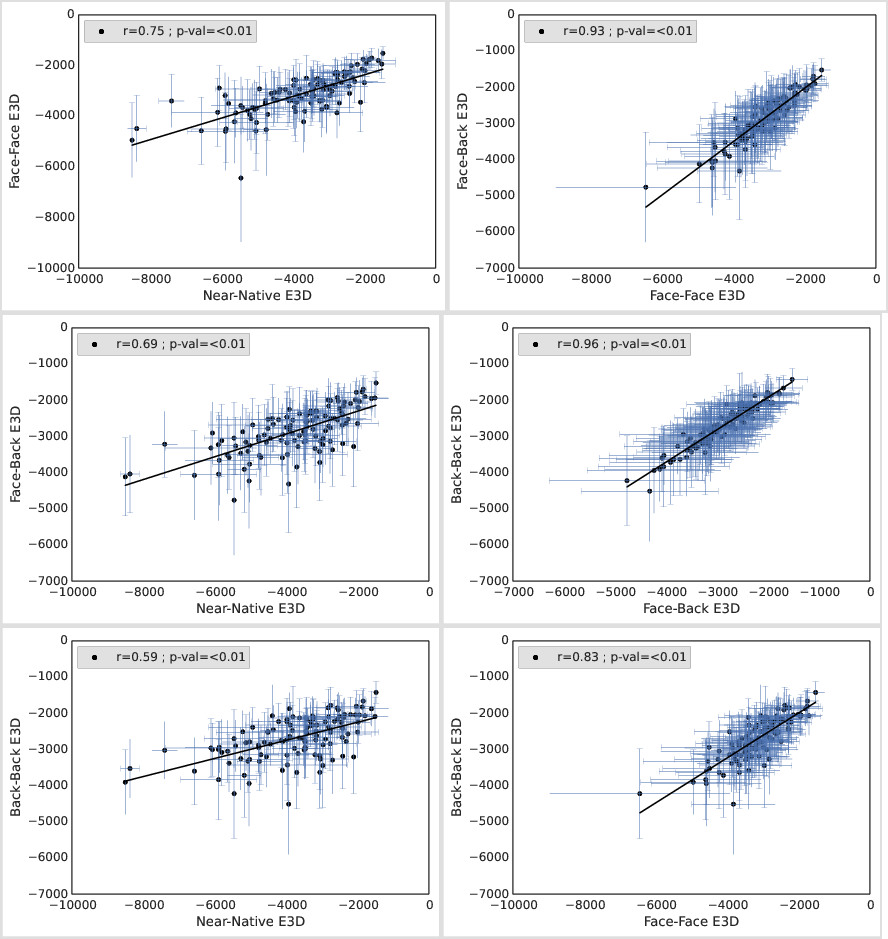 0
−2000
−4000
−6000
−8000
−10000
Face-Face E3D
r=0.75 ; p-val=<0.01
−10000 −8000 −6000 −4000 −2000 0
Near-Native E3D
0
−1000
−2000
−3000
−4000
−5000
−6000
−7000
Face-Back E3D
r=0.93 ; p-val=<0.01
−10000 −8000 −6000 −4000 −2000 0
Face-Face E3D
0
−1000
−2000
−3000
−4000
−5000
−6000
−7000
Face-Back E3D
r=0.69 ; p-val=<0.01
−10000 −8000 −6000 −4000 −2000 0
Near-Native E3D
0
−1000
−2000
−3000
−4000
−5000
−6000
−7000
Back-Back E3D
r=0.96 ; p-val=<0.01
−7000 −6000 −5000 −4000 −3000 −2000 −1000 0
Face-Back E3D
0
−1000
−2000
−3000
−4000
−5000
−6000
−7000
Back-Back E3D
r=0.59 ; p-val=<0.01
−10000 −8000 −6000 −4000 −2000 0
Near-Native E3D
0
−1000
−2000
−3000
−4000
−5000
−6000
−7000
Back-Back E3D
r=0.83 ; p-val=<0.01
−10000 −8000 −6000 −4000 −2000 0
Face-Face E3D